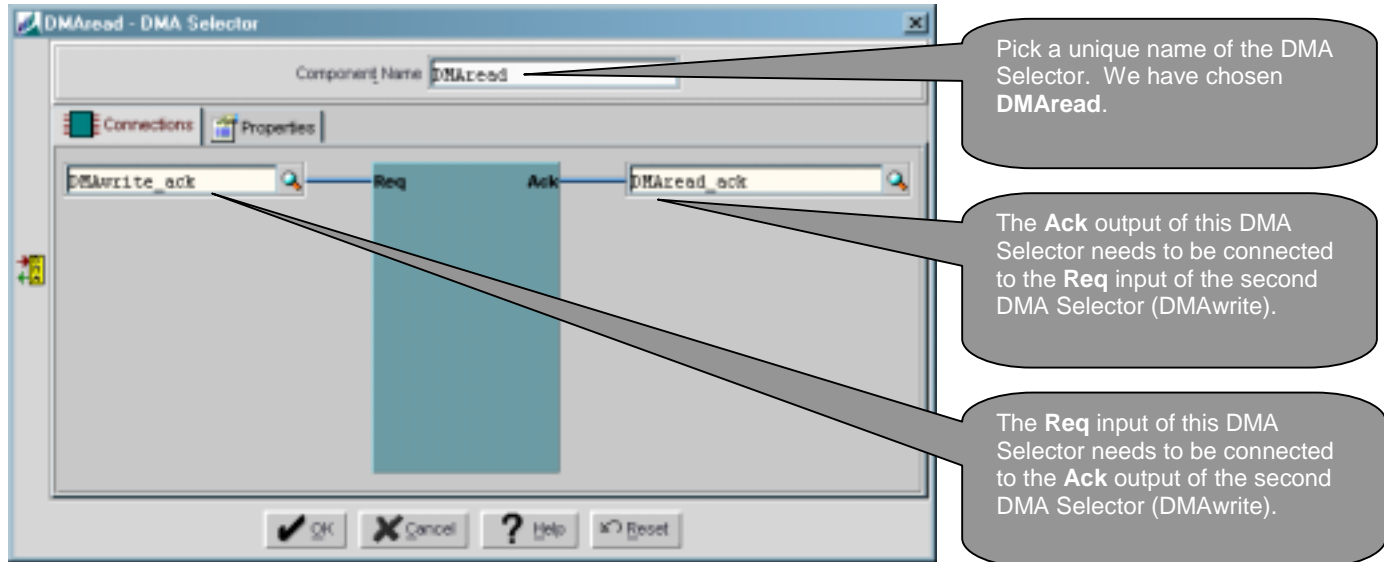 DMAread - DMA Selector
Component Name DMAread
Connections Properties
DMAwrite_ack Req Ack DMAread_ack
OK Cancel Help Reset
Pick a unique name of the DMA
Selector. We have chosen
DMAread.
The Ack output of this DMA
Selector needs to be connected
to the Req input of the second
DMA Selector (DMAwrite).
The Req input of this DMA
Selector needs to be connected
to the Ack output of the second
DMA Selector (DMAwrite).